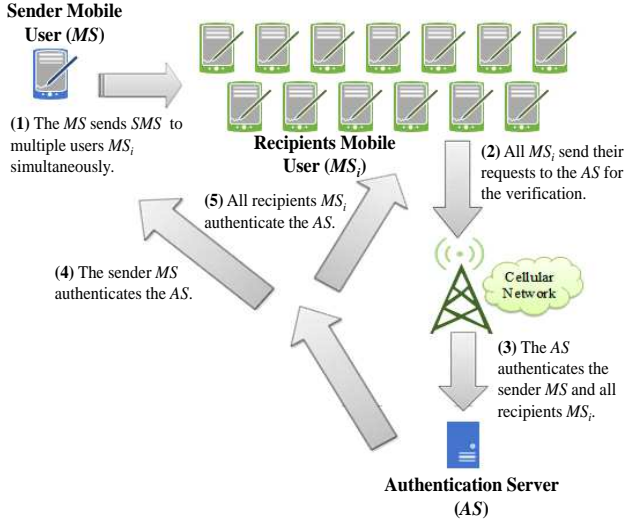 Sender Mobile
User (MS)
(1) The MS sends SMS to
multiple users MSi
simultaneously.
Recipients Mobile
User (MSi)
(2) All MSi send their
requests to the AS for
the verification.
(5) All recipients MSi
authenticate the AS.
(4) The sender MS
authenticates the AS.
Cellular
Network
(3) The AS
authenticates the
sender MS and all
recipients MSi.
Authentication Server
(AS)